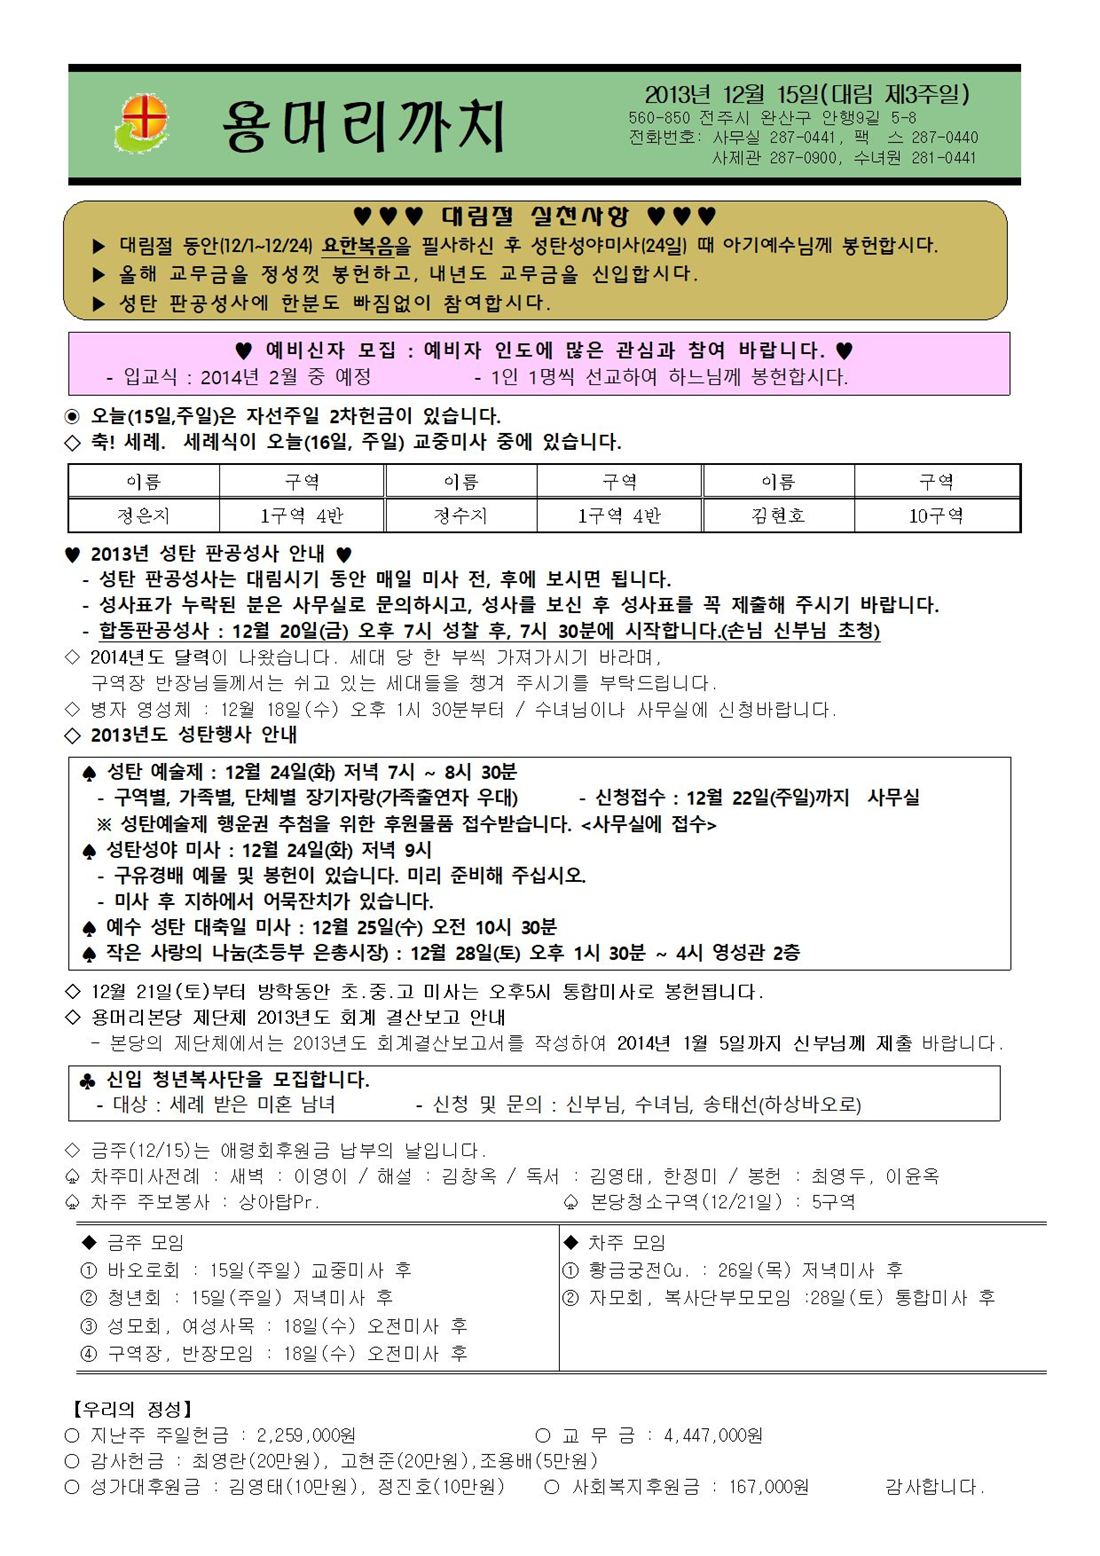 용머리까치
2013년 12월 15일(대림 제3주일)
560-850 전주시 완산구 안행9길 5-8
전화번호: 사무실 287-0441, 팩 스 287-0440
사제관 287-0900, 수녀원 281-0441
♥♥♥ 대림절 실천사항 ♥♥♥
▶ 대림절 동안(12/1~12/24) 요한복음을 필사하신 후 성탄성야미사(24일) 때 아기예수님께 봉헌합시다.
▶ 올해 교무금을 정성껏 봉헌하고, 내년도 교무금을 신입합시다.
▶ 성탄 판공성사에 한분도 빠짐없이 참여합시다.
♥ 예비신자 모집 : 예비자 인도에 많은 관심과 참여 바랍니다. ♥
- 입교식 : 2014년 2월 중 예정 - 1인 1명씩 선교하여 하느님께 봉헌합시다.
◉ 오늘(15일,주일)은 자선주일 2차헌금이 있습니다.
◇ 축! 세례. 세례식이 오늘(16일, 주일) 교중미사 중에 있습니다.
이름 구역 이름 구역 이름 구역
정은지 1구역 4반 정수지 1구역 4반 김현호 10구역
♥ 2013년 성탄 판공성사 안내 ♥
- 성탄 판공성사는 대림시기 동안 매일 미사 전, 후에 보시면 됩니다.
- 성사표가 누락된 분은 사무실로 문의하시고, 성사를 보신 후 성사표를 꼭 제출해 주시기 바랍니다.
- 합동판공성사 : 12월 20일(금) 오후 7시 성찰 후, 7시 30분에 시작합니다.(손님 신부님 초청)
◇ 2014년도 달력이 나왔습니다. 세대 당 한 부씩 가져가시기 바라며,
구역장 반장님들께서는 쉬고 있는 세대들을 챙겨 주시기를 부탁드립니다.
◇ 병자 영성체 : 12월 18일(수) 오후 1시 30분부터 / 수녀님이나 사무실에 신청바랍니다.
◇ 2013년도 성탄행사 안내
♠ 성탄 예술제 : 12월 24일(화) 저녁 7시 ~ 8시 30분
- 구역별, 가족별, 단체별 장기자랑(가족출연자 우대) - 신청접수 : 12월 22일(주일)까지 사무실
※ 성탄예술제 행운권 추첨을 위한 후원물품 접수받습니다. <사무실에 접수>
♠ 성탄성야 미사 : 12월 24일(화) 저녁 9시
- 구유경배 예물 및 봉헌이 있습니다. 미리 준비해 주십시오.
- 미사 후 지하에서 어묵잔치가 있습니다.
♠ 예수 성탄 대축일 미사 : 12월 25일(수) 오전 10시 30분
♠ 작은 사랑의 나눔(초등부 은총시장) : 12월 28일(토) 오후 1시 30분 ~ 4시 영성관 2층
◇ 12월 21일(토)부터 방학동안 초.중.고 미사는 오후5시 통합미사로 봉헌됩니다.
◇ 용머리본당 제단체 2013년도 회계 결산보고 안내
- 본당의 제단체에서는 2013년도 회계결산보고서를 작성하여 2014년 1월 5일까지 신부님께 제출 바랍니다.
♣ 신입 청년복사단을 모집합니다.
- 대상 : 세례 받은 미혼 남녀 - 신청 및 문의 : 신부님, 수녀님, 송태선(하상바오로)
◇ 금주(12/15)는 애령회후원금 납부의 날입니다.
♤ 차주미사전례 : 새벽 : 이영이 / 해설 : 김창옥 / 독서 : 김영태, 한정미 / 봉헌 : 최영두, 이윤옥
♤ 차주 주보봉사 : 상아탑Pr. ♤ 본당청소구역(12/21일) : 5구역
◆ 금주 모임
① 바오로회 : 15일(주일) 교중미사 후
② 청년회 : 15일(주일) 저녁미사 후
③ 성모회, 여성사목 : 18일(수) 오전미사 후
④ 구역장, 반장모임 : 18일(수) 오전미사 후
◆ 차주 모임
① 황금궁전Cu. : 26일(목) 저녁미사 후
② 자모회, 복사단부모모임 :28일(토) 통합미사 후
【우리의 정성】
○ 지난주 주일헌금 : 2,259,000원 ○ 교 무 금 : 4,447,000원
○ 감사헌금 : 최영란(20만원), 고현준(20만원),조용배(5만원)
○ 성가대후원금 : 김영태(10만원), 정진호(10만원) ○ 사회복지후원금 : 167,000원 감사합니다.